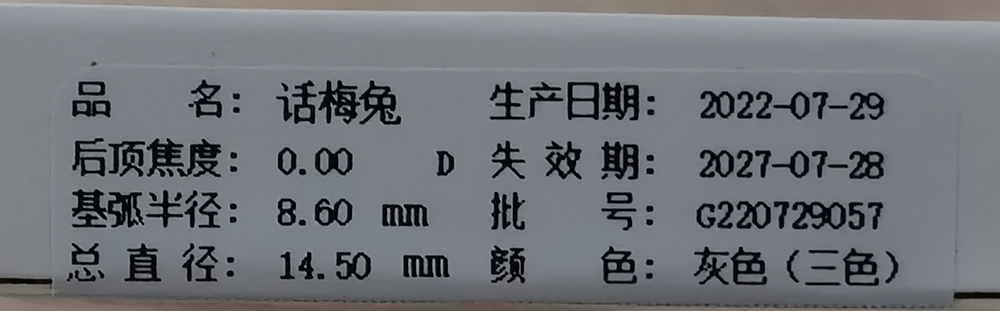 品 名: 话梅兔 生产日期: 2022-07-29
后顶焦度: 0.00 D 失效期: 2027-07-28
基弧半径: 8.60 mm 批 号: G220729057
总直径: 14.50 mm 颜 色: 灰色(三色)